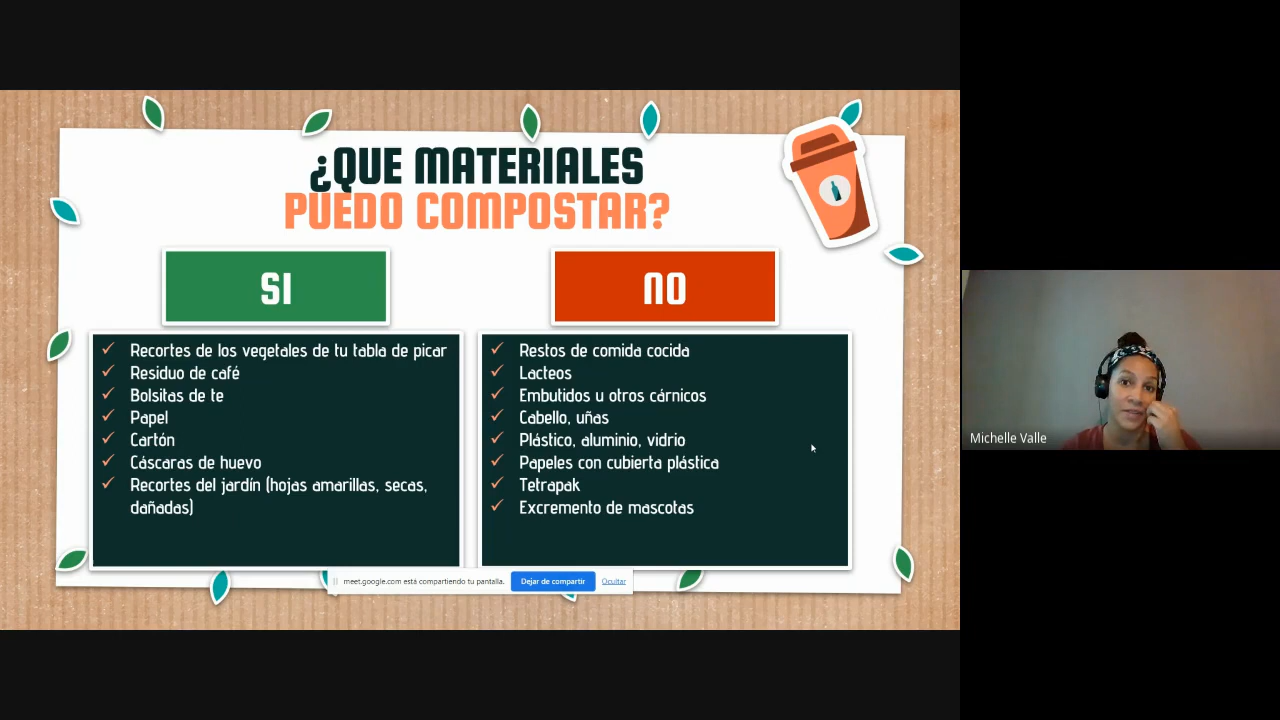 ¿QUE MATERIALES
PUEDO COMPOSTAR?
SI
Recortes de los vegetales de tu tabla de picar
Residuo de café
Bolsitas de te
Papel
Cartón
Cáscaras de huevo
Recortes del jardín (hojas amarillas, secas,
dañadas)
NO
Restos de comida cocida
Lacteos
Embutidos u otros cárnicos
Cabello, uñas
Plástico, aluminio, vidrio
Papeles con cubierta plástica
Tetrapak
Excremento de mascotas
meet.google.com está compartiendo tu pantalla.
Dejar de compartir
Ocultar
Michelle Valle